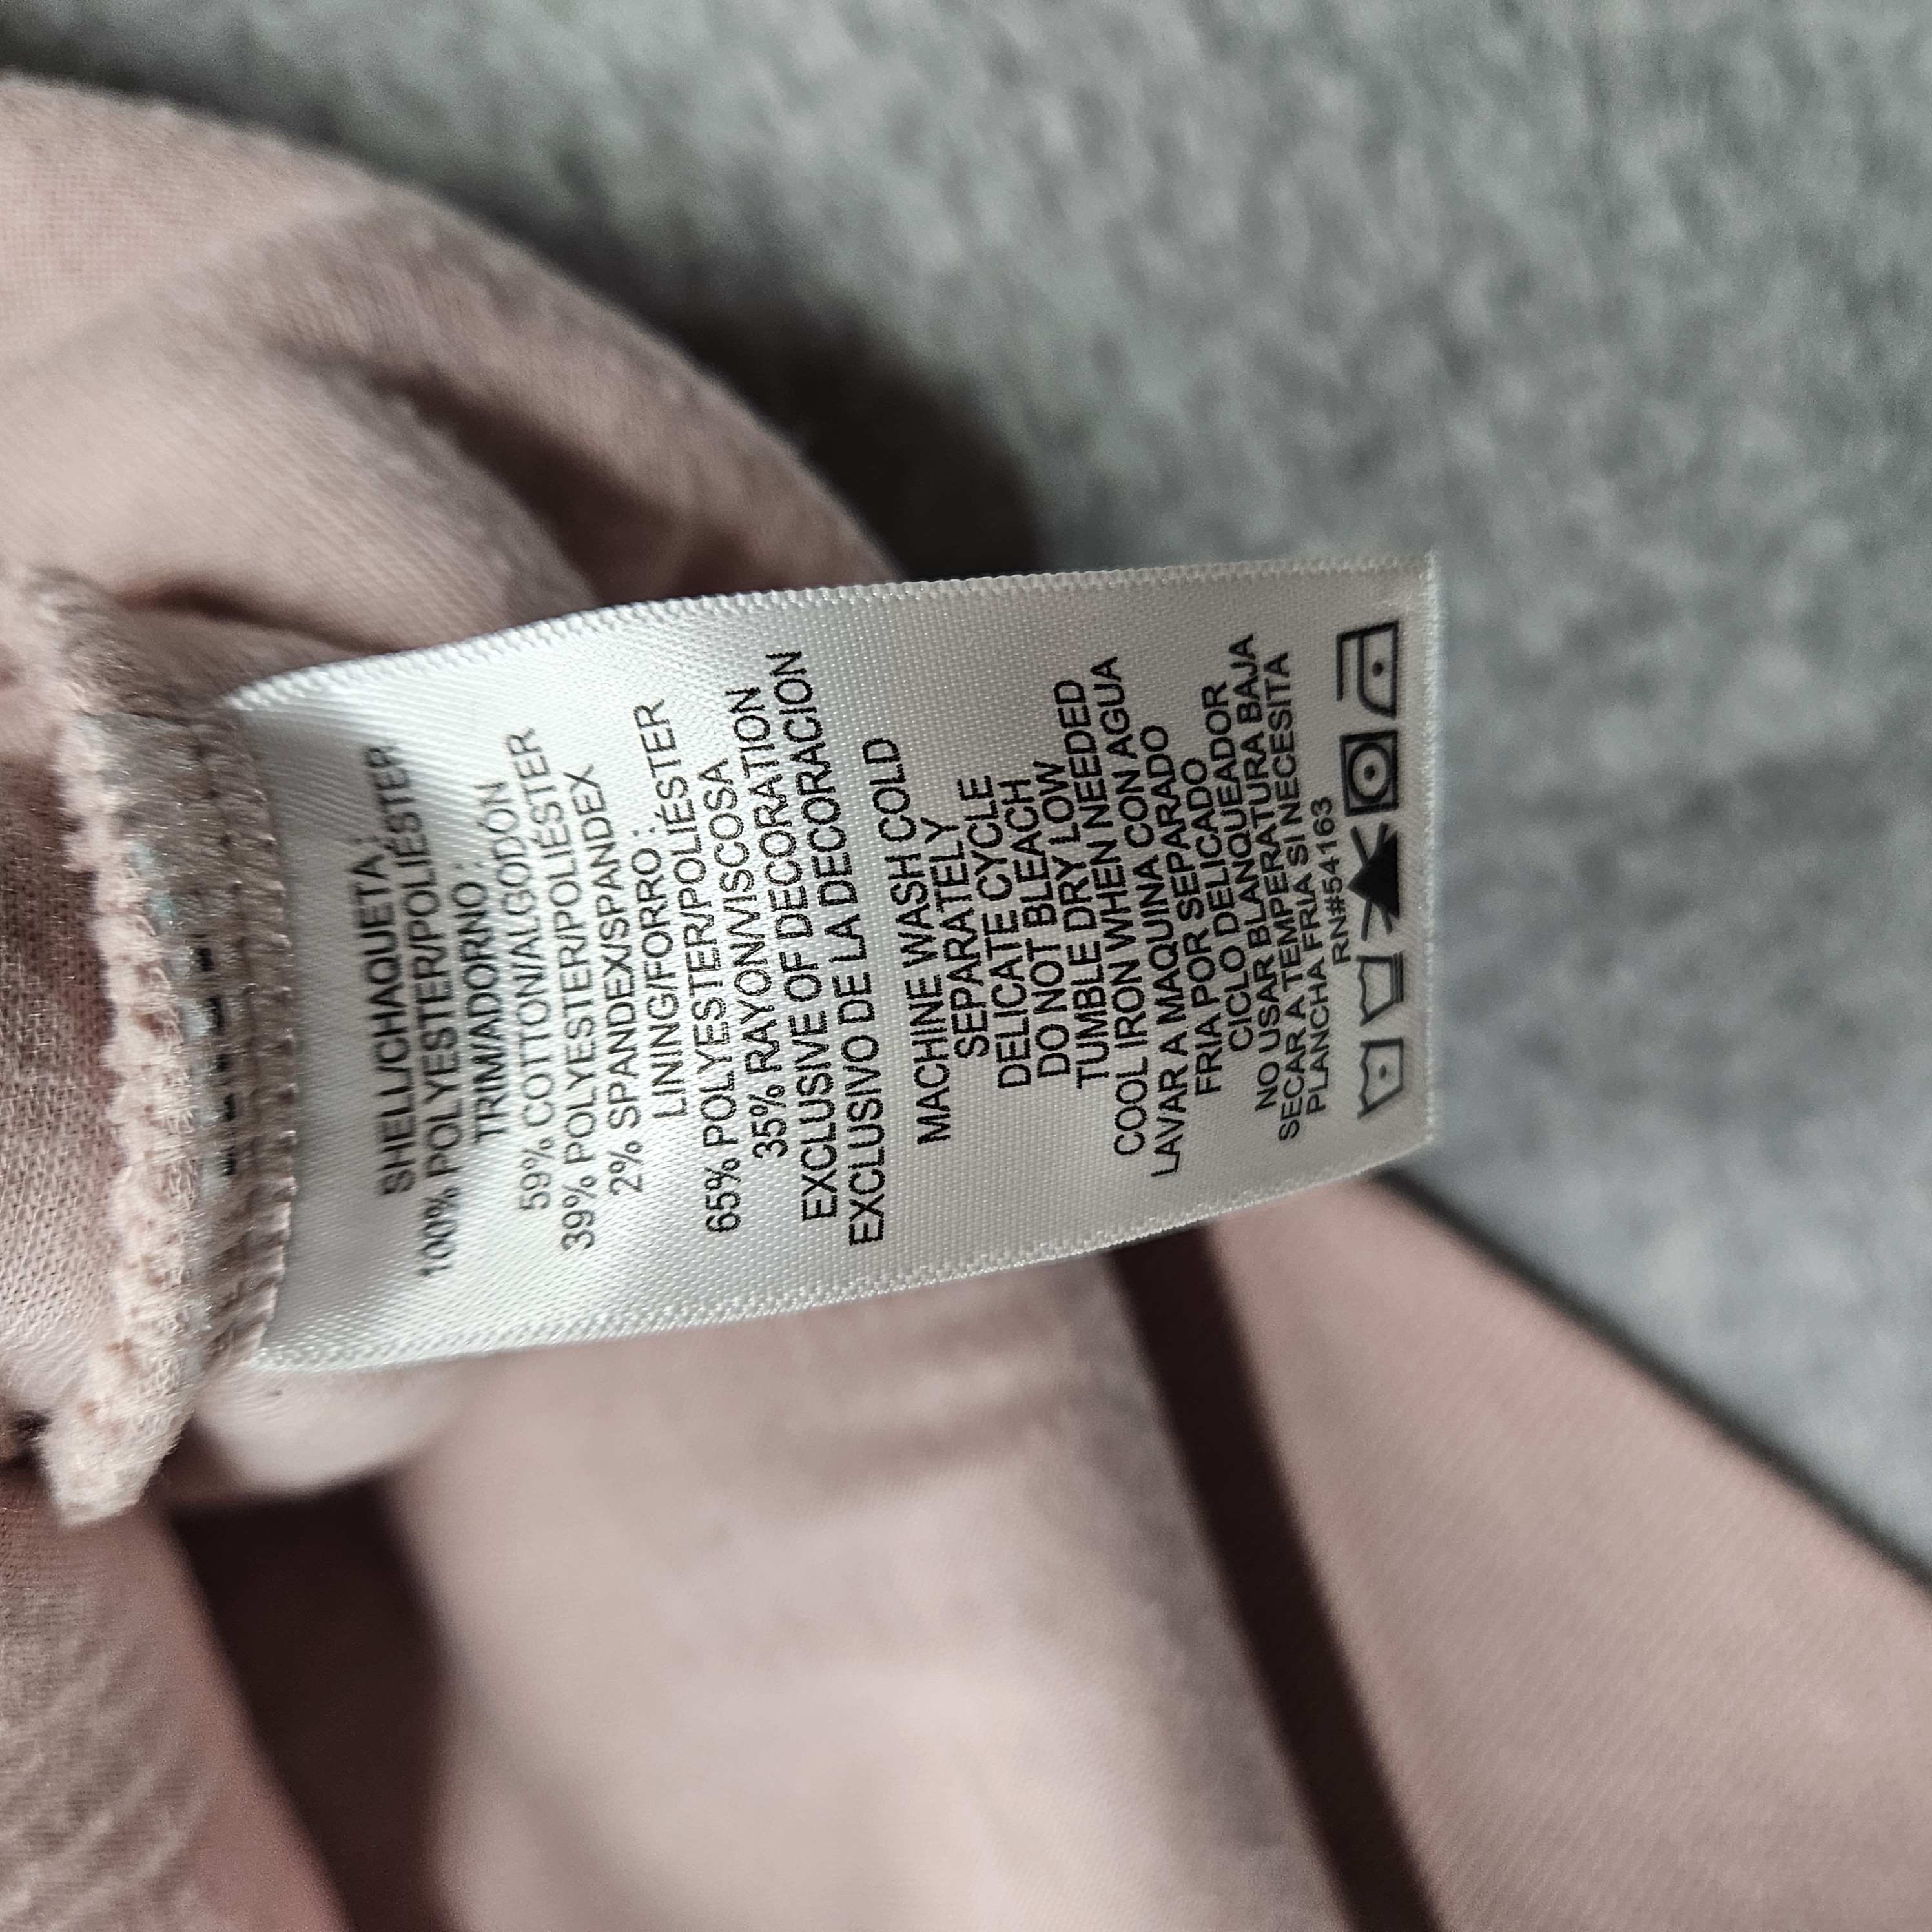 SHELL/CHAQUETA:
100% POLYESTER/POLIÉSTER
TRIM/ADORNO:
59% COTTON/ALGODÓN
39% POLYESTER/POLIÉSTER
2% SPANDEX/SPANDEX
LINING/FORRO:
65% POLYESTER/POLIÉSTER
35% RAYON/VISCOSA
EXCLUSIVE OF DECORATION
EXCLUSIVO DE LA DECORACION
MACHINE WASH COLD
SEPARATELY
DELICATE CYCLE
DO NOT BLEACH
TUMBLE DRY LOW
COOL IRON WHEN NEEDED
LAVAR A MAQUINA CON AGUA
FRIA POR SEPARADO
CICLO DELICADO
NO USAR BLANQUEADOR
SECAR A TEMPERATURA BAJA
PLANCHA FRIA SI NECESITA
RN#54163